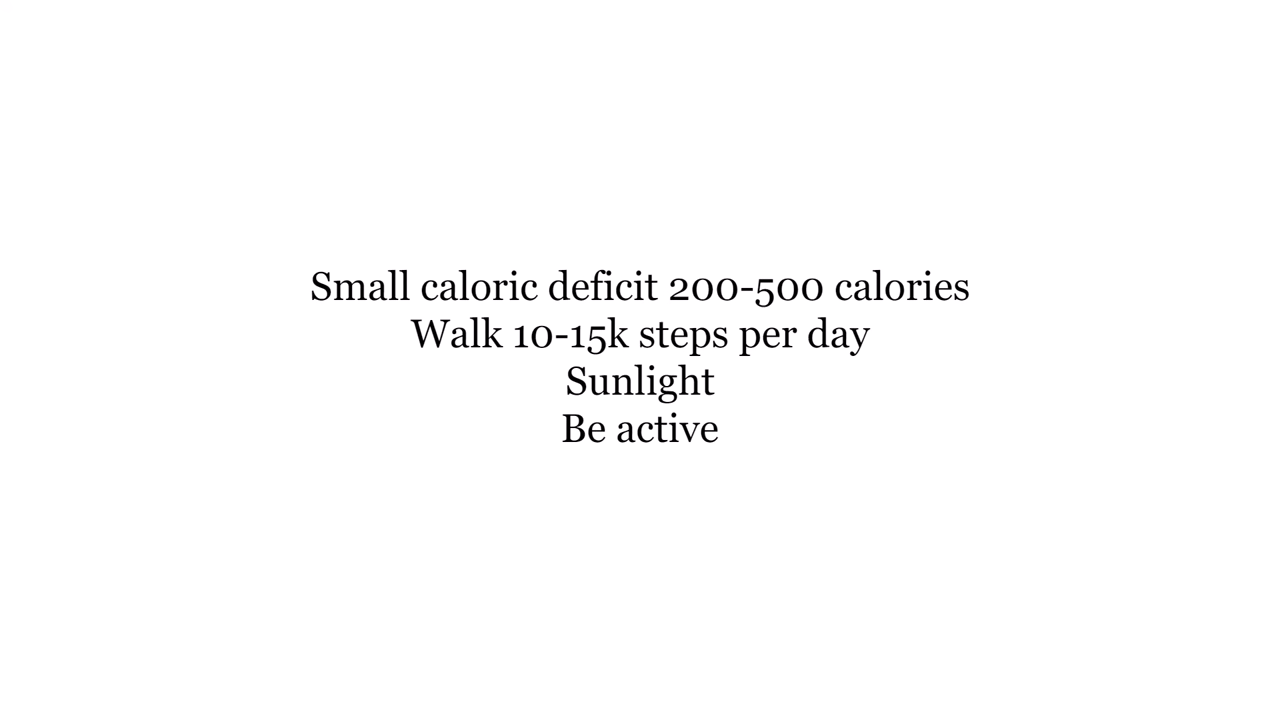 Small caloric deficit 200-500 calories
Walk 10-15k steps per day
Sunlight
Be active